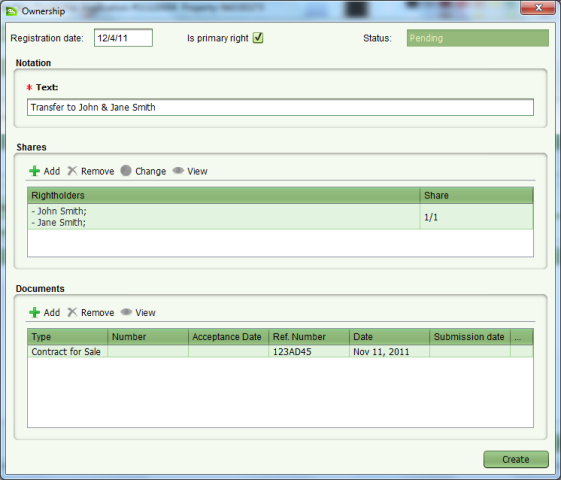 Ownership
Registration date: 12/4/11 Is primary right Status: Pending
Notation
* Text:
Transfer to John & Jane Smith
Shares
Add Remove Change View
Rightholders Share
- John Smith;
- Jane Smith;
1/1
Documents
Add Remove View
Type Number Acceptance Date Ref. Number Date Submission date ...
Contract for Sale 123AD45 Nov 11, 2011
Create